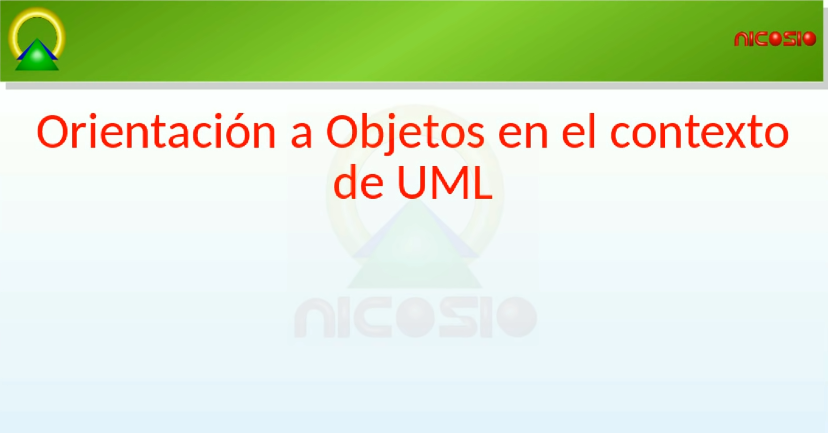 NICOSIO
Orientación a Objetos en el contexto
de UML
NICOSIO